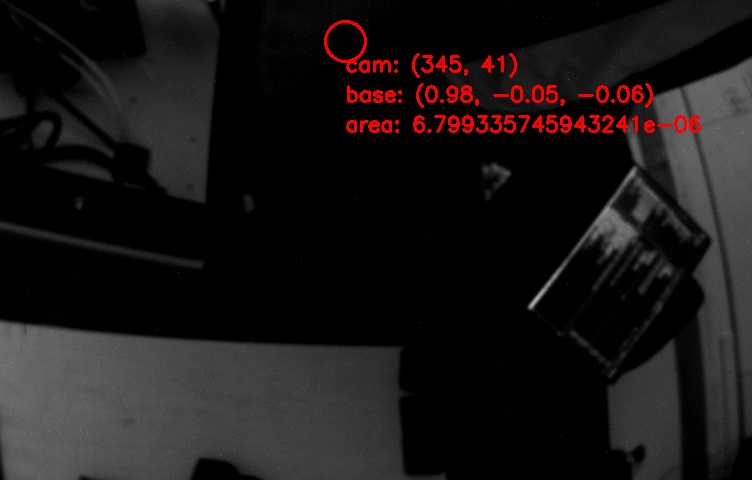 cam: (345, 41)
base: (0.98, −0.05, −0.06)
area: 6.799335745943241e−06